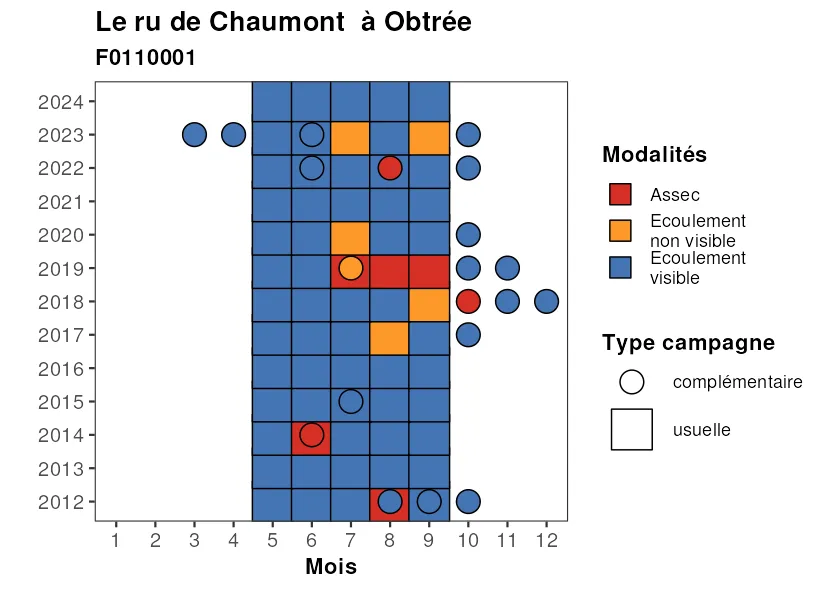 Le ru de Chaumont  à Obtrée
F0110001
2024
2023
2022
2021
2020
2019
2018
2017
2016
2015
2014
2013
2012
1 2 3 4 5 6 7 8 9 10 11 12
Mois
Modalités
Assec
Ecoulement
non visible
Ecoulement
visible
Type campagne
complémentaire
usuelle